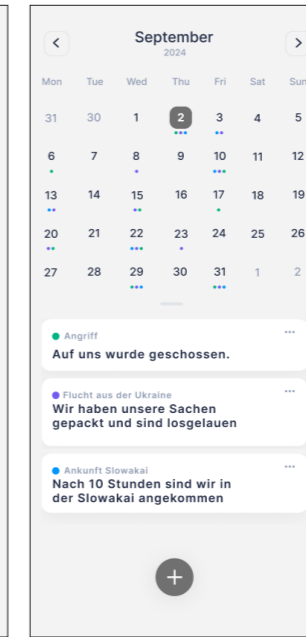 September
2024
Mon Tue Wed Thu Fri Sat Sun
31 30 1 2 3 4 5
6 7 8 9 10 11 12
13 14 15 16 17 18 19
20 21 22 23 24 25 26
27 28 29 30 31 1 2
Angriff
Auf uns wurde geschossen.
Flucht aus der Ukraine
Wir haben unsere Sachen
gepackt und sind losgelauen
Ankunft Slowakai
Nach 10 Stunden sind wir in
der Slowakai angekommen